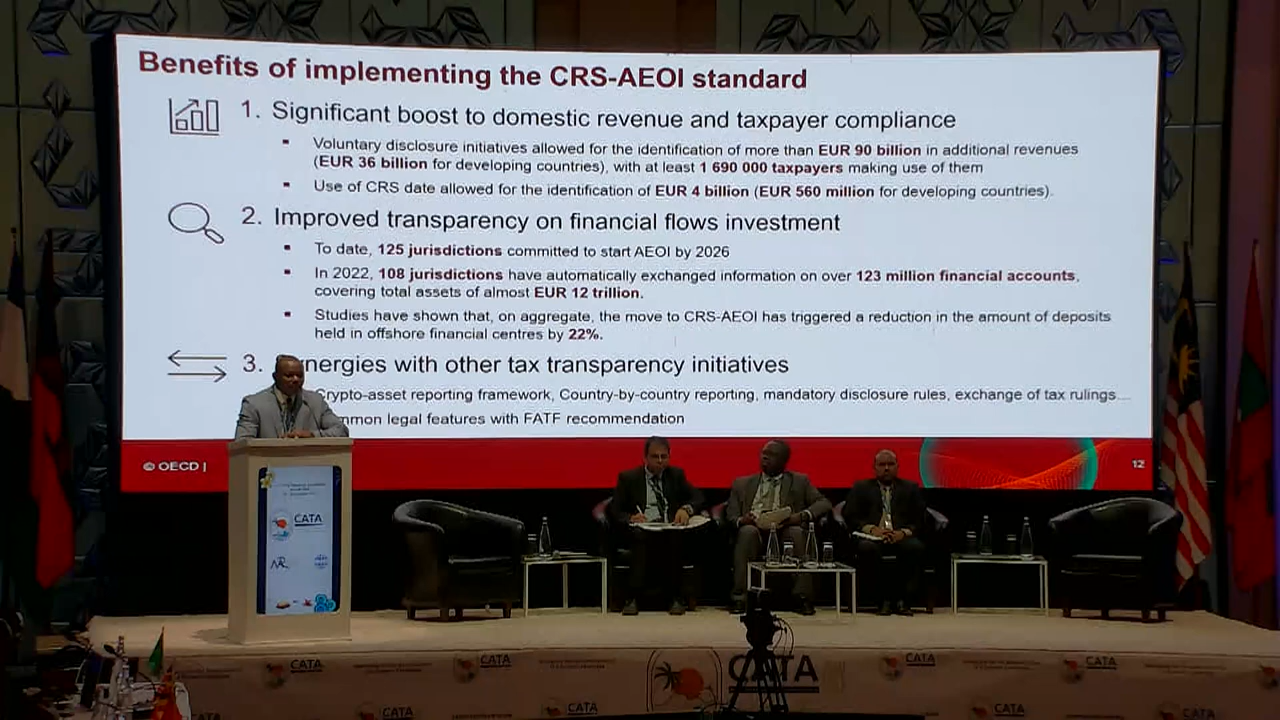 Benefits of implementing the CRS-AEOI standard
1. Significant boost to domestic revenue and taxpayer compliance
▪ Voluntary disclosure initiatives allowed for the identification of more than EUR 90 billion in additional revenues
(EUR 36 billion for developing countries), with at least 1 690 000 taxpayers making use of them
▪ Use of CRS date allowed for the identification of EUR 4 billion (EUR 560 million for developing countries).
2. Improved transparency on financial flows investment
▪ To date, 125 jurisdictions committed to start AEOI by 2026
▪ In 2022, 108 jurisdictions have automatically exchanged information on over 123 million financial accounts,
covering total assets of almost EUR 12 trillion.
▪ Studies have shown that, on aggregate, the move to CRS-AEOI has triggered a reduction in the amount of deposits
held in offshore financial centres by 22%.
3. nergies with other tax transparency initiatives
Crypto-asset reporting framework, Country-by-country reporting, mandatory disclosure rules, exchange of tax rulings...
mmon legal features with FATF recommendation
OECD |
12
CATA
CATA
CATA
CATA
CATA
CATA
CATA
CATA
CATA
CATA